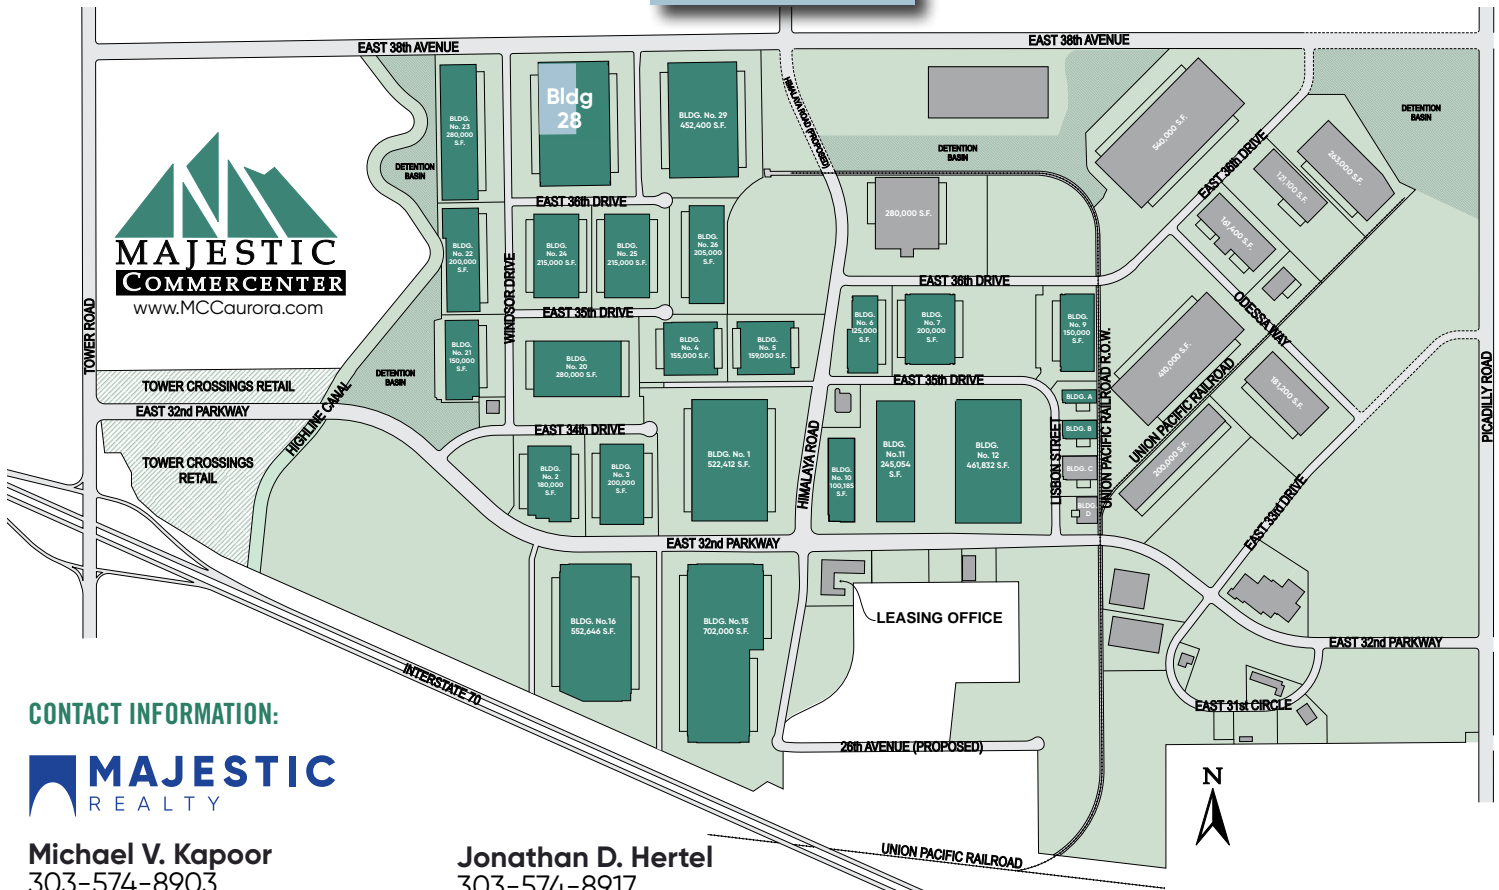 EAST 38th AVENUE
EAST 38th AVENUE
BLDG.
No. 23
280,000
S.F.
Bldg
28
BLDG. No. 29
452,400 S.F.
HIMALAYA ROAD (PROPOSED)
DETENTION
BASIN
540,000 S.F.
EAST 36th DRIVE
263,000 S.F.
121,100 S.F.
161,400 S.F.
DETENTION
BASIN
DETENTION
BASIN
MAJESTIC
COMMERCENTER
www.MCCaurora.com
EAST 36th DRIVE
280,000 S.F.
BLDG.
No. 22
200,000
S.F.
BLDG.
No. 24
215,000 S.F.
BLDG.
No. 25
215,000 S.F.
BLDG.
No. 26
205,000
S.F.
WINDSOR DRIVE
TOWER ROAD
EAST 36th DRIVE
EAST 35th DRIVE
ODESSA WAY
BLDG.
No. 21
150,000
S.F.
BLDG.
No. 20
280,000 S.F.
BLDG.
No. 4
155,000 S.F.
BLDG.
No. 5
159,000 S.F.
BLDG.
No. 6
125,000
S.F.
BLDG.
No. 7
200,000
S.F.
BLDG.
No. 9
150,000
S.F.
UNION PACIFIC RAILROAD R.O.W.
410,000 S.F.
181,200 S.F.
PICADILLY ROAD
DETENTION
BASIN
TOWER CROSSINGS RETAIL
EAST 35th DRIVE
BLDG. A
BLDG. B
BLDG. C
BLDG.
D
EAST 32nd PARKWAY
HIGHLINE CANAL
EAST 34th DRIVE
HIMALAYA ROAD
LISBON STREET
UNION PACIFIC RAILROAD
200,000 S.F.
TOWER CROSSINGS
RETAIL
BLDG.
No. 2
180,000
S.F.
BLDG.
No. 3
200,000
S.F.
BLDG. No. 1
522,412 S.F.
BLDG.
No. 10
100,185
S.F.
BLDG.
No.11
245,054
S.F.
BLDG.
No. 12
461,832 S.F.
EAST 33rd DRIVE
EAST 32nd PARKWAY
BLDG. No.16
552,646 S.F.
BLDG. No.15
702,000 S.F.
LEASING OFFICE
EAST 32nd PARKWAY
INTERSTATE 70
EAST 31st CIRCLE
26th AVENUE (PROPOSED)
N
UNION PACIFIC RAILROAD
CONTACT INFORMATION:
MAJESTIC
REALTY
Michael V. Kapoor
303-574-8903
Jonathan D. Hertel
303-574-8917